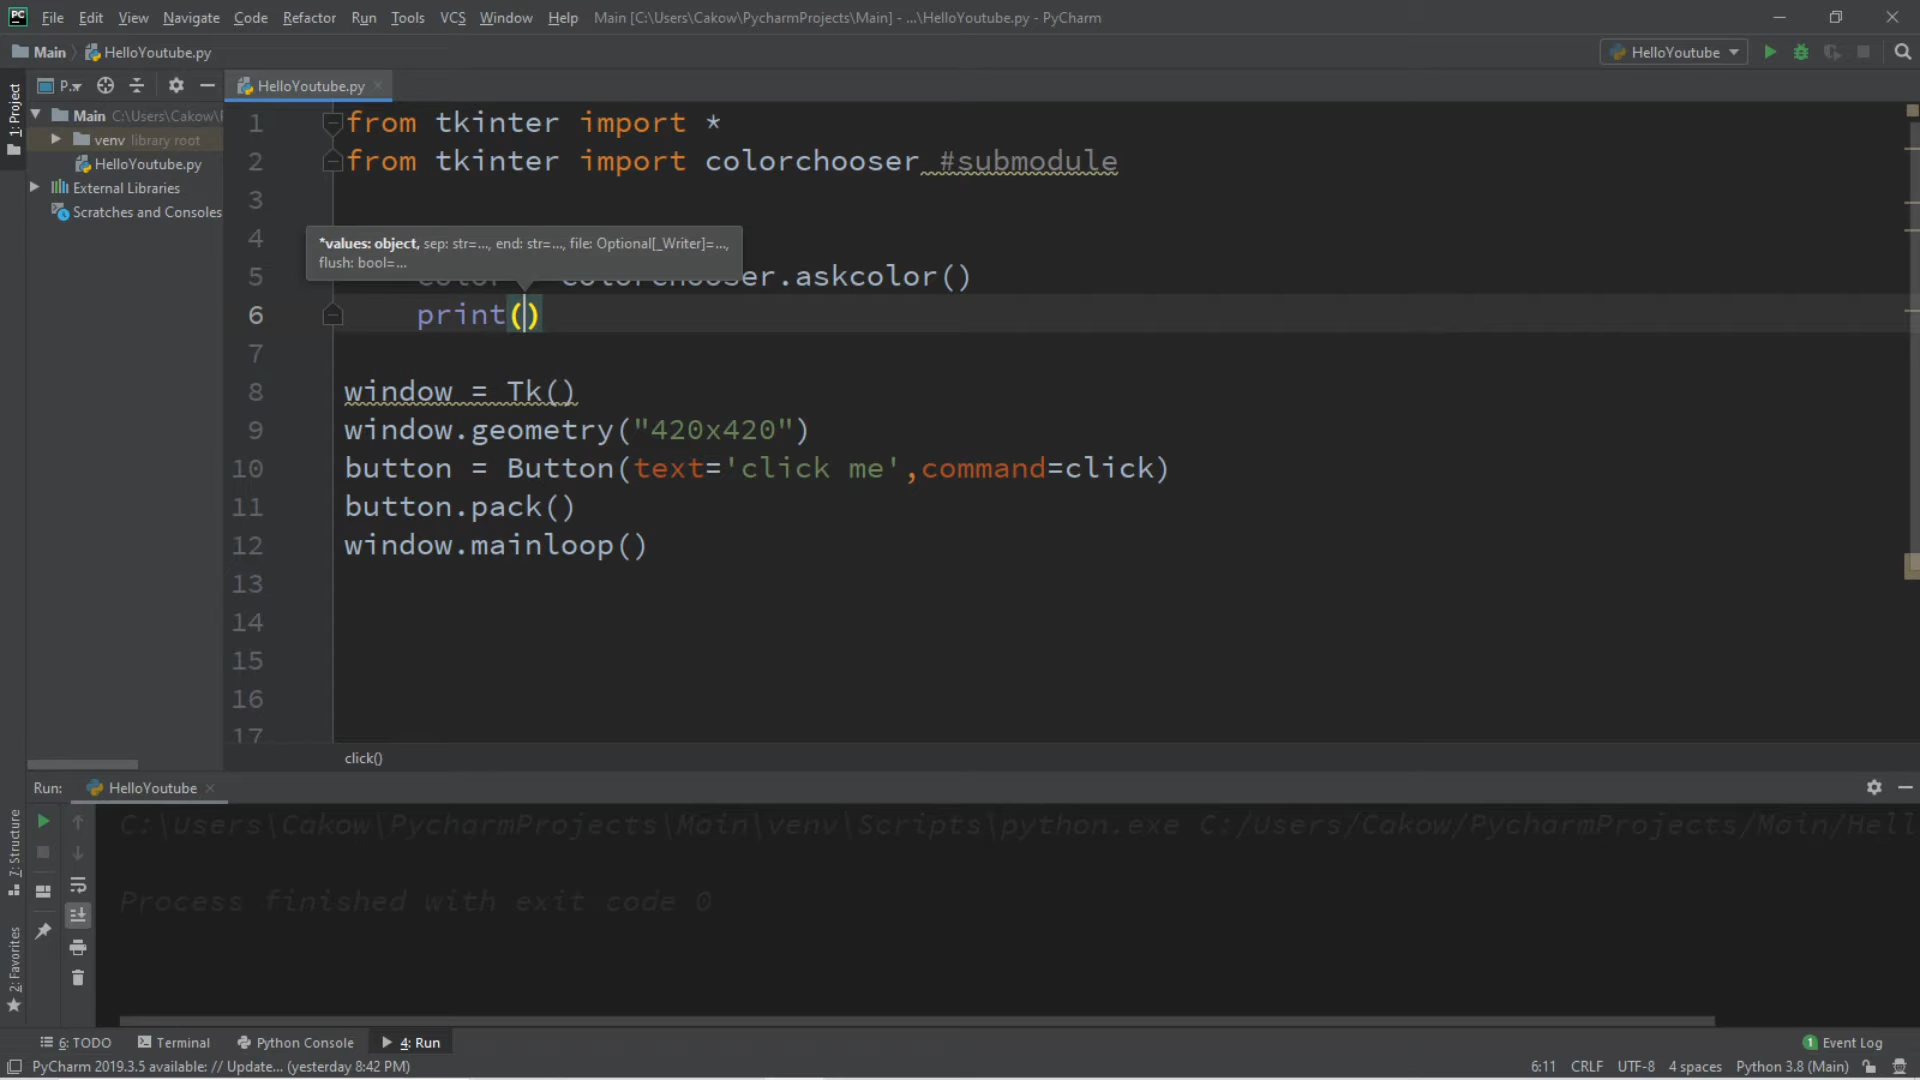 PC File Edit View Navigate Code Refactor Run Tools VCS Window Help Main [C:\Users\Cakow\PycharmProjects\Main] - ...\HelloYoutube.py - PyCharm
Main HelloYoutube.py HelloYoutube
1: Project
P...
HelloYoutube.py
Main C:\Users\Cakow\
venv library root
HelloYoutube.py
External Libraries
Scratches and Consoles
1 from tkinter import *
2 from tkinter import colorchooser #submodule
3
4
*values: object, sep: str=..., end: str=..., file: Optional[_Writer]=...,
flush: bool=...
5 color colorchooser.askcolor()
6 print()
7
8 window = Tk()
9 window.geometry("420x420")
10 button = Button(text='click me',command=click)
11 button.pack()
12 window.mainloop()
13
14
15
16
17
click()
Run: HelloYoutube
C:\Users\Cakow\PycharmProjects\Main\venv\Scripts\python.exe C:/Users/Cakow/PycharmProjects/Main/Hell
Process finished with exit code 0
7: Structure
2: Favorites
6: TODO Terminal Python Console 4: Run 1 Event Log
PyCharm 2019.3.5 available: // Update... (yesterday 8:42 PM) 6:11 CRLF UTF-8 4 spaces Python 3.8 (Main)